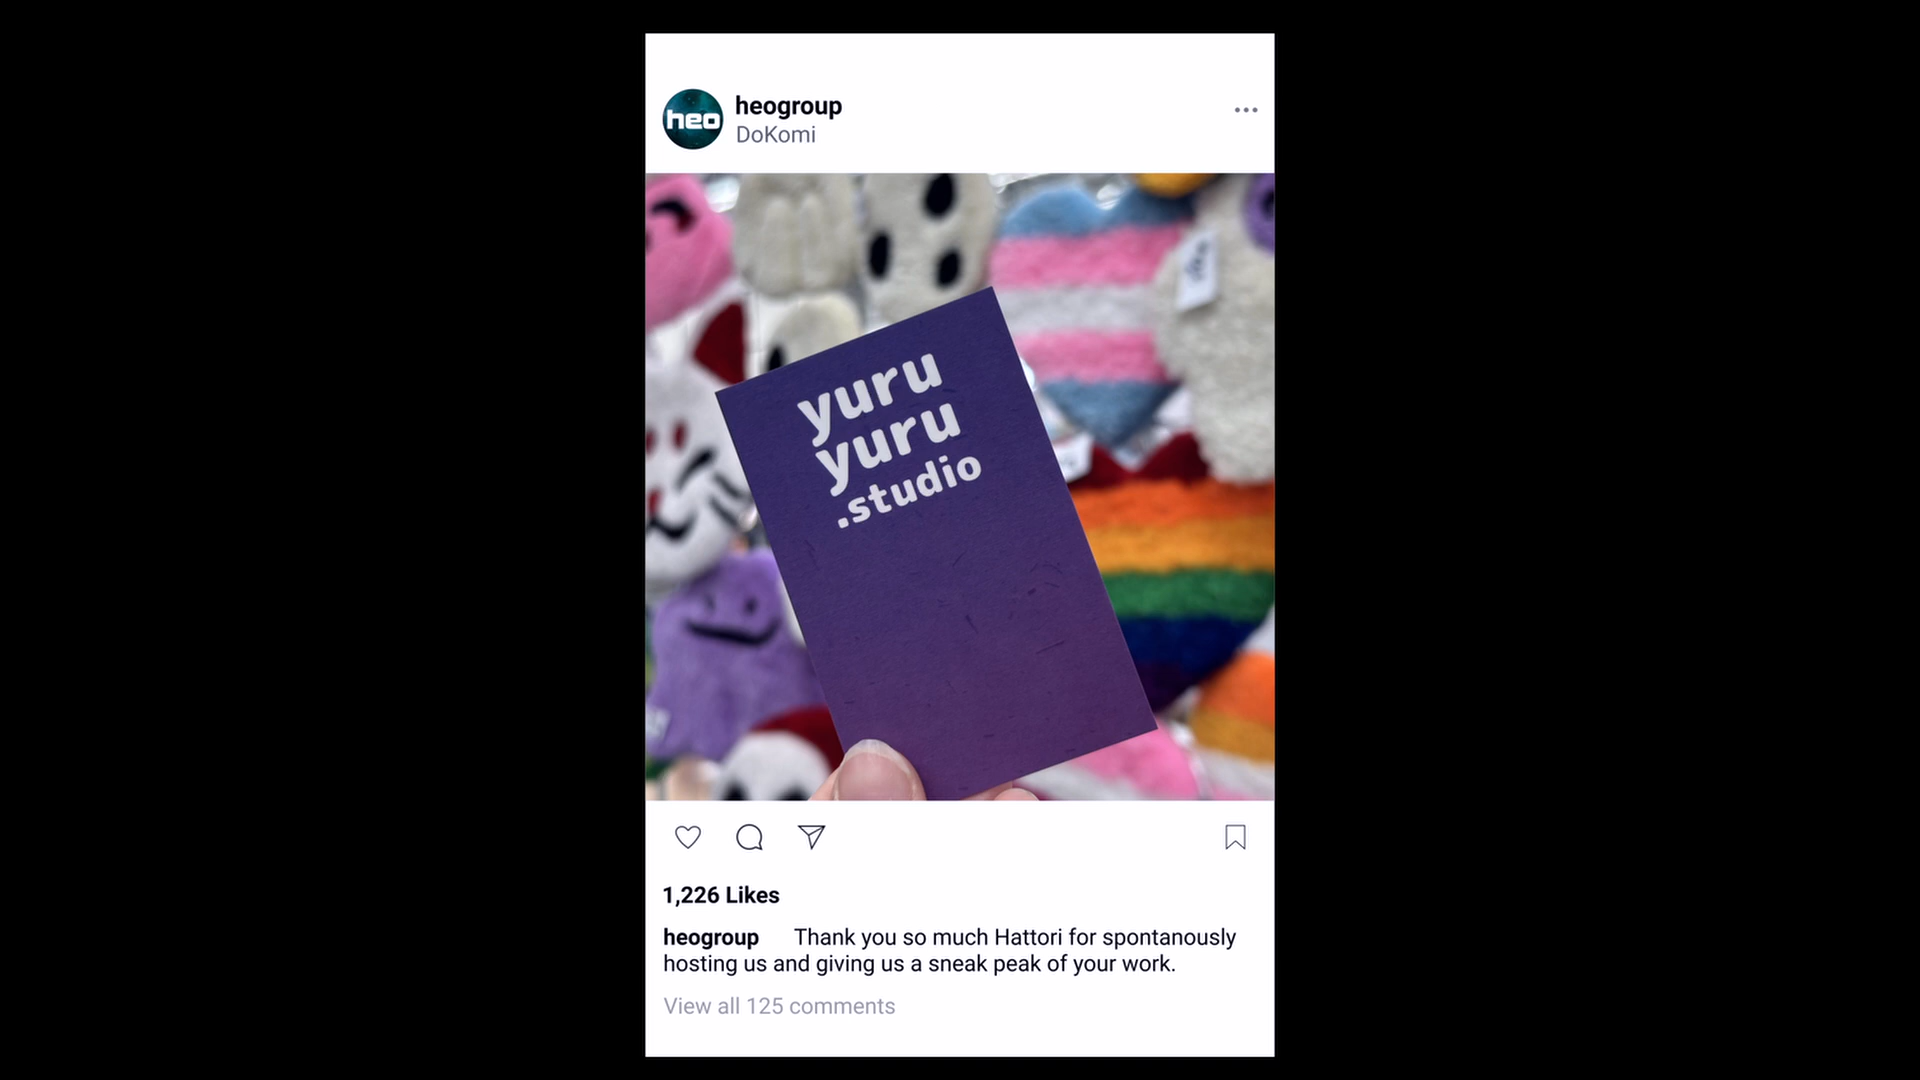 heo
heogroup
DoKomi
yuru
yuru
.studio
1,226 Likes
heogroup Thank you so much Hattori for spontanously
hosting us and giving us a sneak peak of your work.
View all 125 comments